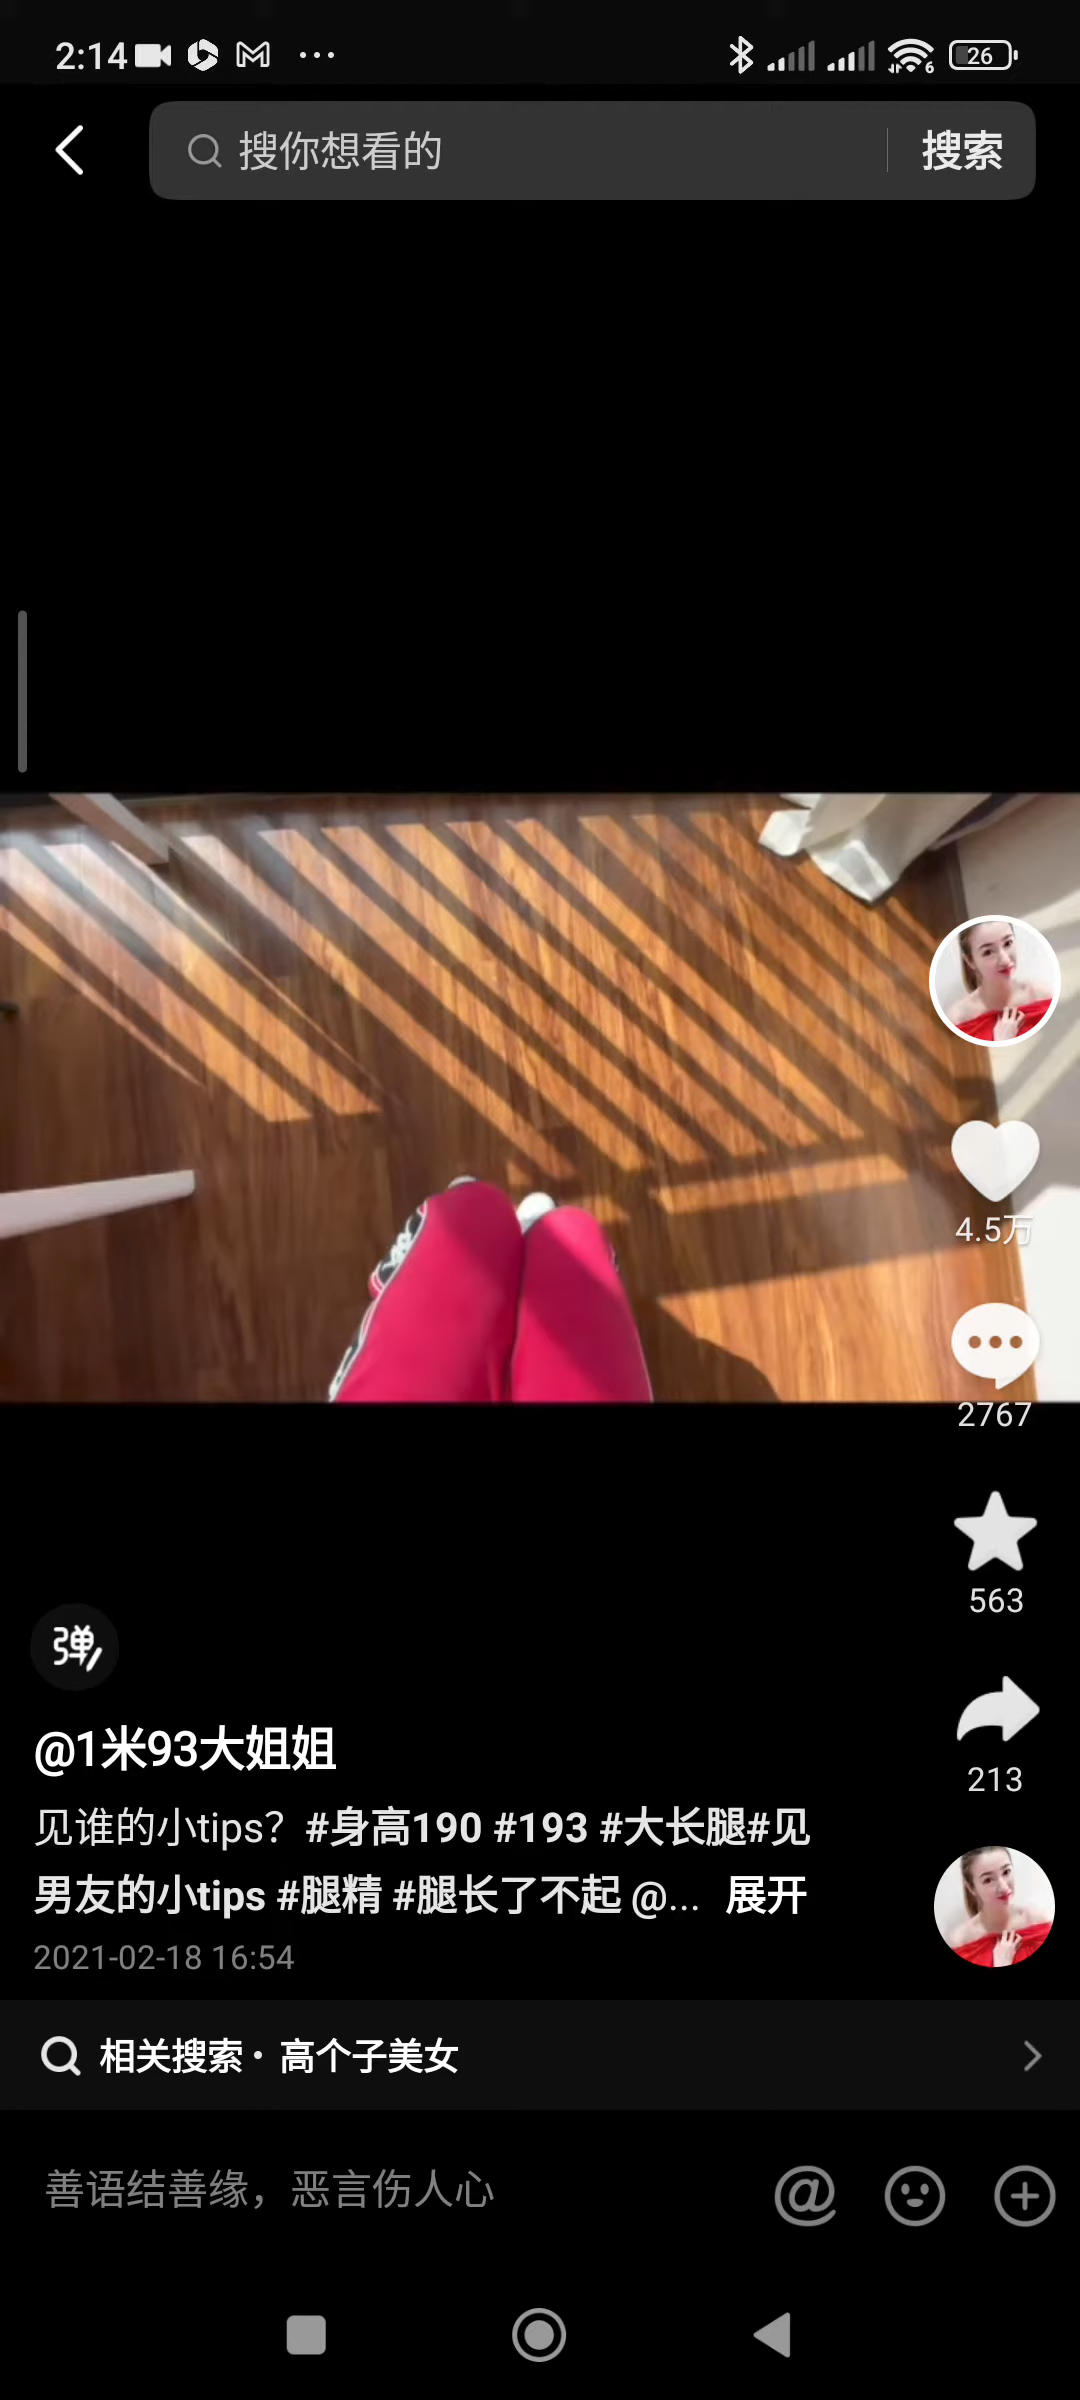 2:14
26
搜你想看的
搜索
4.5万
2767
563
213
弹
@1米93大姐姐
见谁的小tips？#身高190 #193 #大长腿#见
男友的小tips #腿精 #腿长了不起 @... 展开
2021-02-18 16:54
相关搜索· 高个子美女
善语结善缘，恶言伤人心